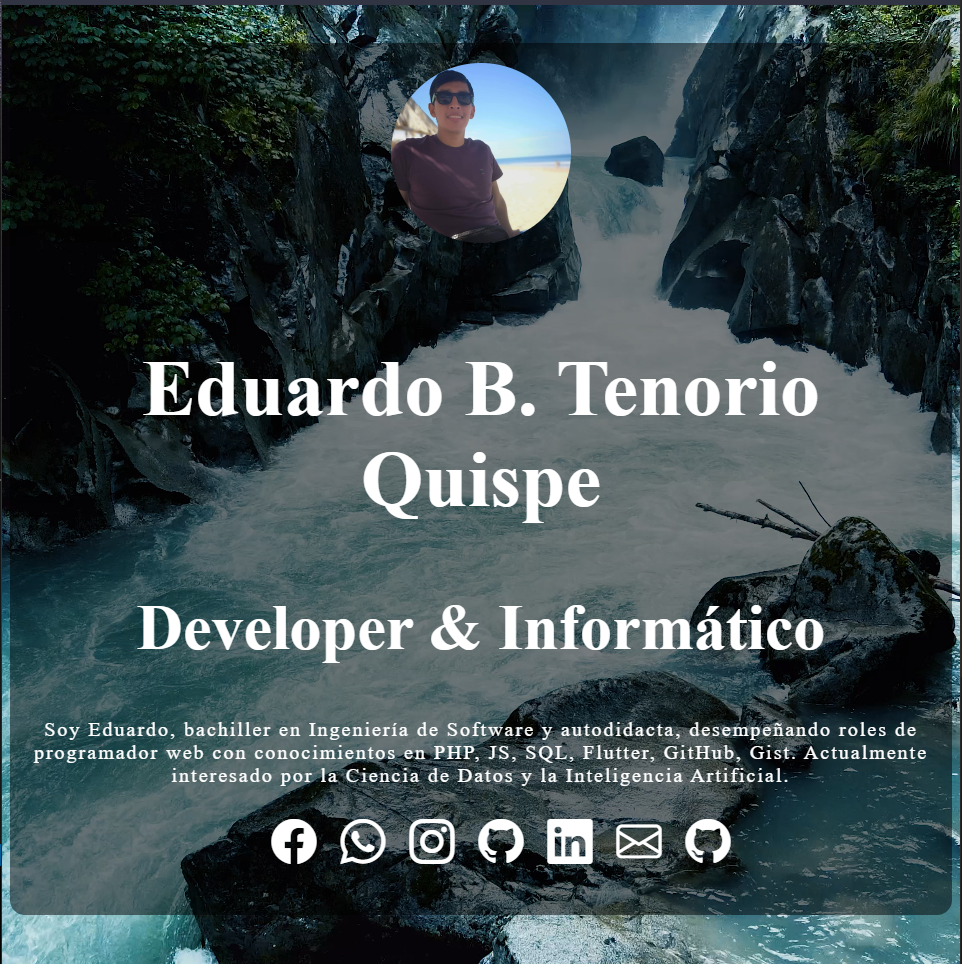 Eduardo B. Tenorio
Quispe
Developer & Informático
Soy Eduardo, bachiller en Ingeniería de Software y autodidacta, desempeñando roles de
programador web con conocimientos en PHP, JS, SQL, Flutter, GitHub, Gist. Actualmente
interesado por la Ciencia de Datos y la Inteligencia Artificial.